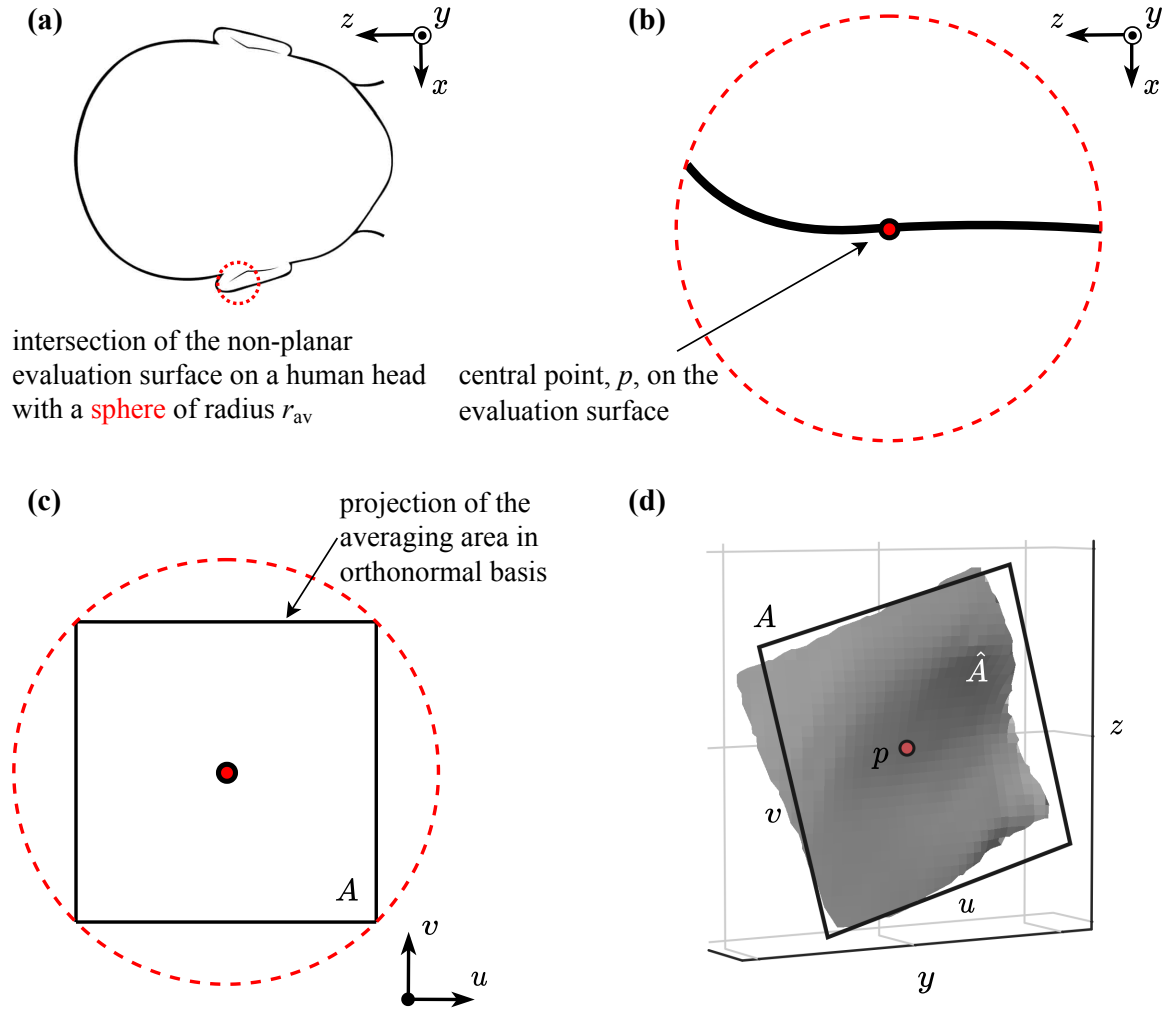 (a)
z
y
x
intersection of the non-planar
evaluation surface on a human head
with a sphere of radius r_av
(b)
z
y
x
central point, p, on the
evaluation surface
(c)
projection of the
averaging area in
orthonormal basis
A
v
u
(d)
A
Â
p
z
v
u
y